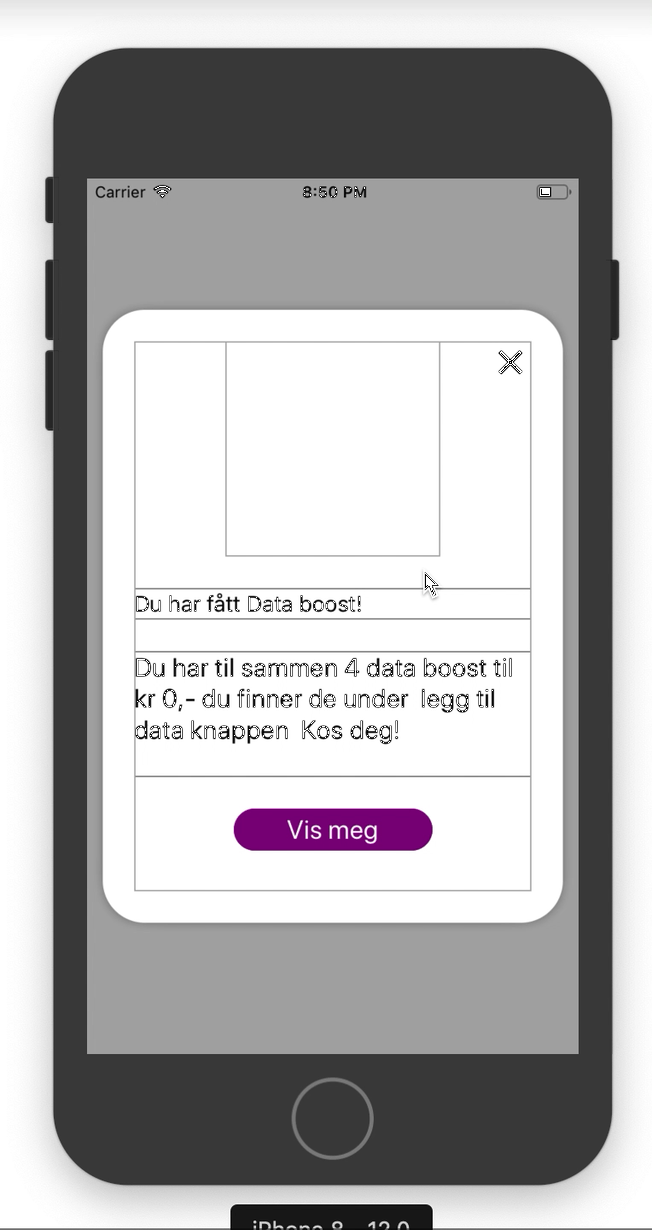 Carrier 8:50 PM
Du har fått Data boost!
Du har til sammen 4 data boost til
kr 0,- du finner de under  legg til
data knappen  Kos deg!
Vis meg
iPhone 8 - 12.0